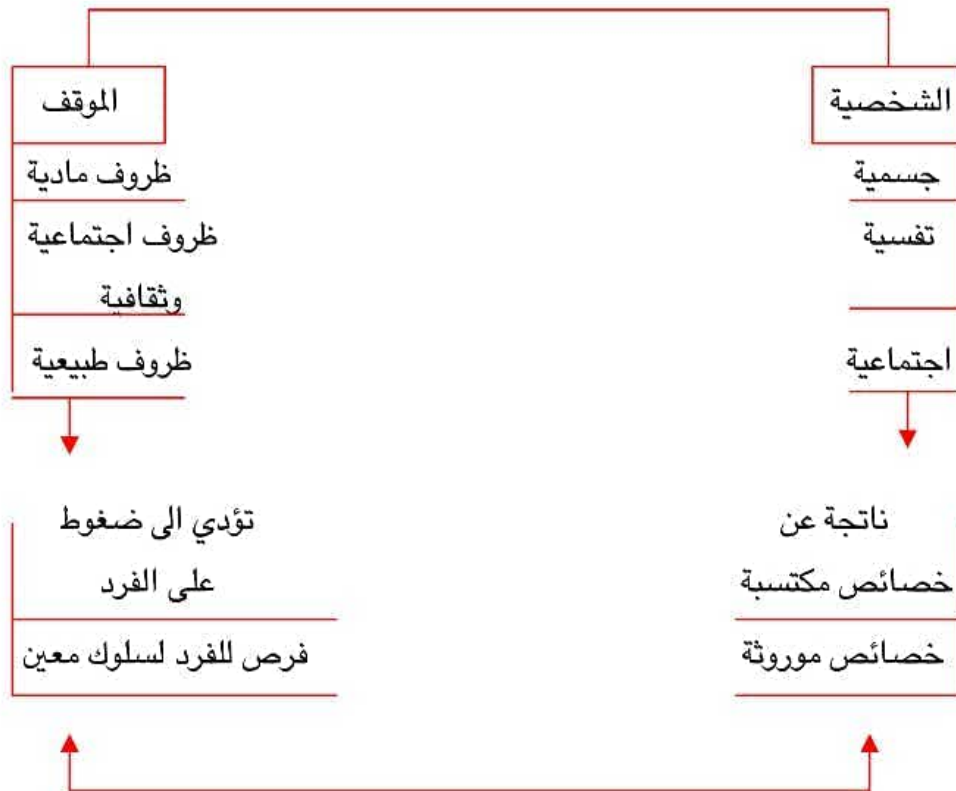 الشخصية
جسمية
تفسية
اجتماعية
ناتجة عن
خصائص مكتسبة
خصائص موروثة
الموقف
ظروف مادية
ظروف اجتماعية
وثقافية
ظروف طبيعية
تؤدي الى ضغوط
على الفرد
فرص للفرد لسلوك معين